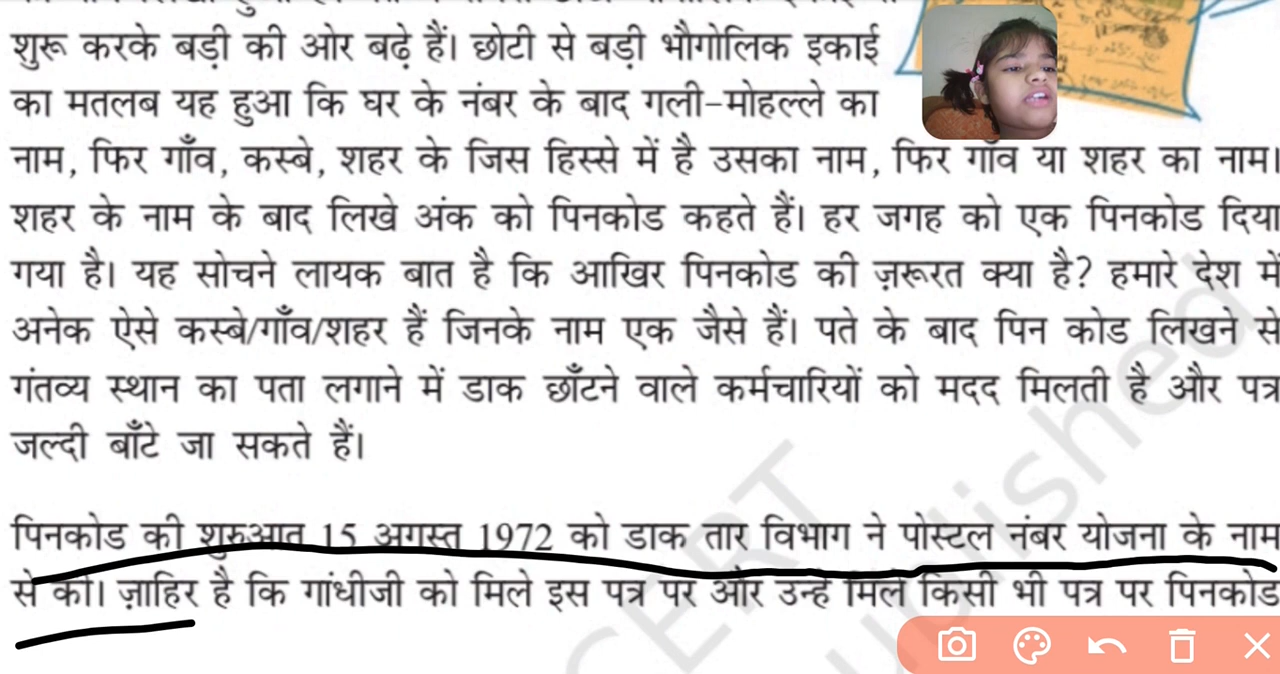 शुरू करके बड़ी की ओर बढ़े हैं। छोटी से बड़ी भौगोलिक इकाई
का मतलब यह हुआ कि घर के नंबर के बाद गली-मोहल्ले का
नाम, फिर गाँव, कस्बे, शहर के जिस हिस्से में है उसका नाम, फिर गाँव या शहर का नाम।
शहर के नाम के बाद लिखे अंक को पिनकोड कहते हैं। हर जगह को एक पिनकोड दिया
गया है। यह सोचने लायक बात है कि आखिर पिनकोड की ज़रूरत क्या है? हमारे देश में
अनेक ऐसे कस्बे/गाँव/शहर हैं जिनके नाम एक जैसे हैं। पते के बाद पिन कोड लिखने से
गंतव्य स्थान का पता लगाने में डाक छाँटने वाले कर्मचारियों को मदद मिलती है और पत्र
जल्दी बाँटे जा सकते हैं।
पिनकोड की शुरुआत 15 अगस्त 1972 को डाक तार विभाग ने पोस्टल नंबर योजना के नाम
से की। ज़ाहिर है कि गांधीजी को मिले इस पत्र पर और उन्हें मिले किसी भी पत्र पर पिनकोड